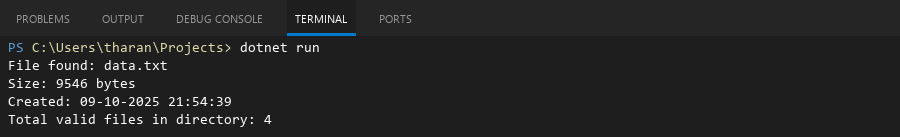 PROBLEMS OUTPUT DEBUG CONSOLE TERMINAL PORTS
PS C:\Users\tharan\Projects> dotnet run
File found: data.txt
Size: 9546 bytes
Created: 09-10-2025 21:54:39
Total valid files in directory: 4